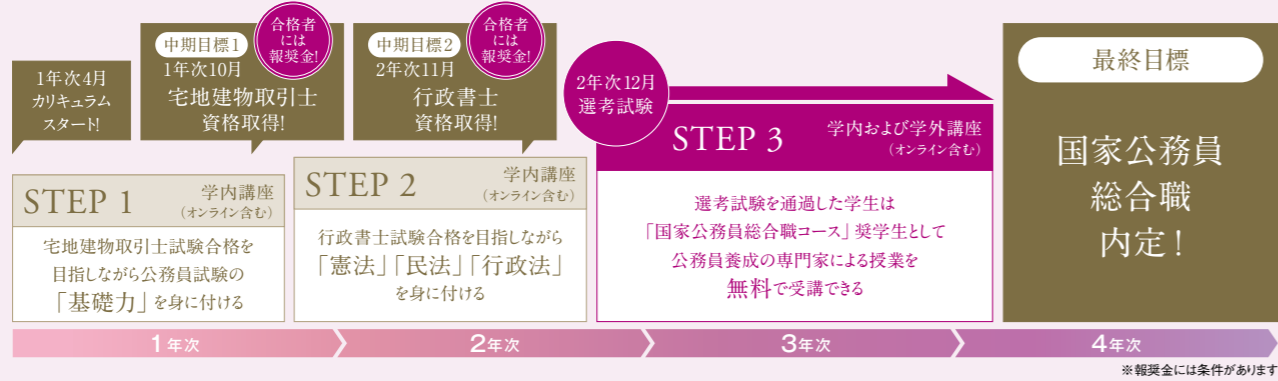 1年次4月
カリキュラム
スタート!
中期目標1
1年次10月
宅地建物取引士
資格取得!
合格者
には
報奨金!
中期目標2
2年次11月
行政書士
資格取得!
合格者
には
報奨金!
2年次12月
選考試験
STEP 1
学内講座
(オンライン含む)
宅地建物取引士試験合格を
目指しながら公務員試験の
「基礎力」を身に付ける
STEP 2
学内講座
(オンライン含む)
行政書士試験合格を目指しながら
「憲法」「民法」「行政法」
を身に付ける
STEP 3
学内および学外講座
(オンライン含む)
選考試験を通過した学生は
「国家公務員総合職コース」奨学生として
公務員養成の専門家による授業を
無料で受講できる
最終目標
国家公務員
総合職
内定!
1年次
2年次
3年次
4年次
※報奨金には条件があります